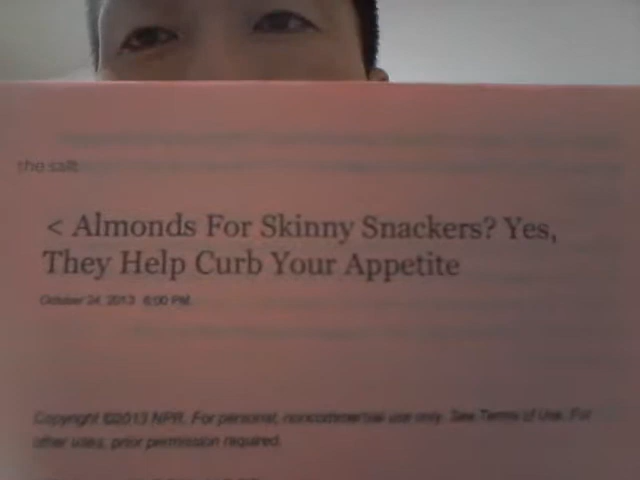 the salt
< Almonds For Skinny Snackers? Yes,
They Help Curb Your Appetite
October 24, 2013 6:00 PM
Copyright ©2013 NPR. For personal, noncommercial use only. See Terms of Use. For
other uses, prior permission required.